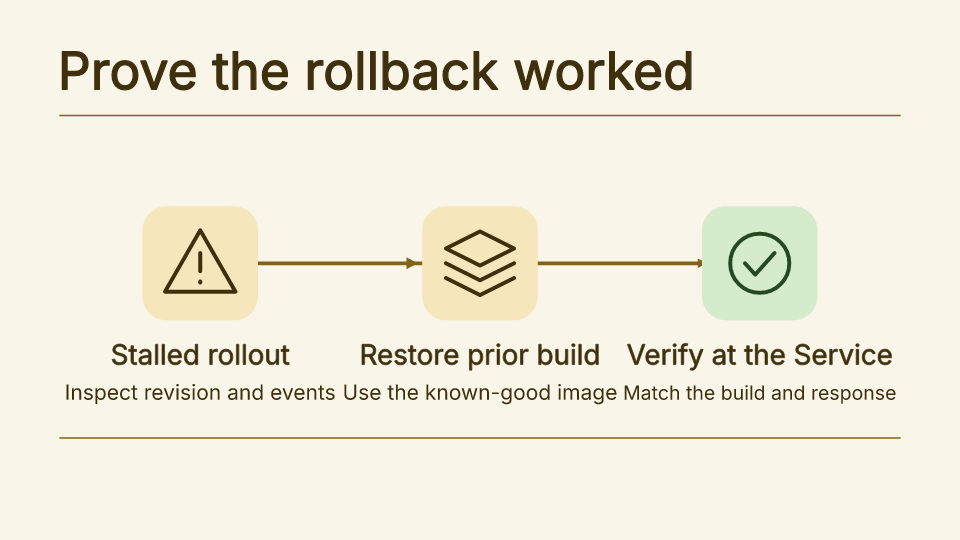 Prove the rollback worked
Stalled rollout
Inspect revision and events
Restore prior build
Use the known-good image
Verify at the Service
Match the build and response